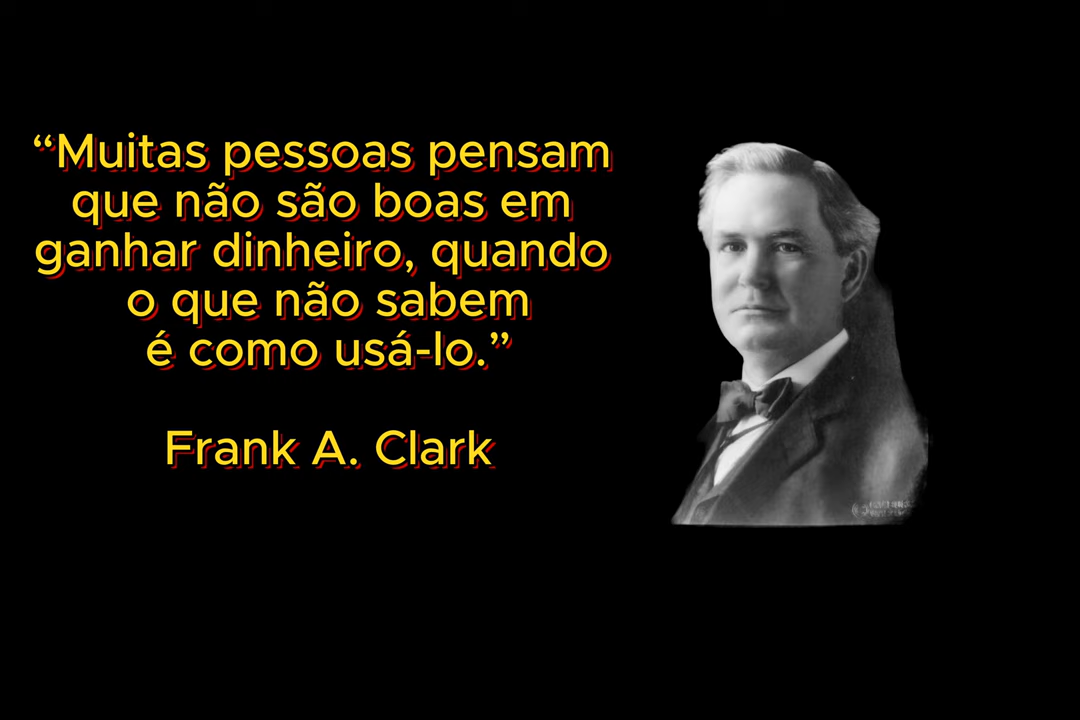 “Muitas pessoas pensam
que não são boas em
ganhar dinheiro, quando
o que não sabem
é como usá-lo.”
Frank A. Clark